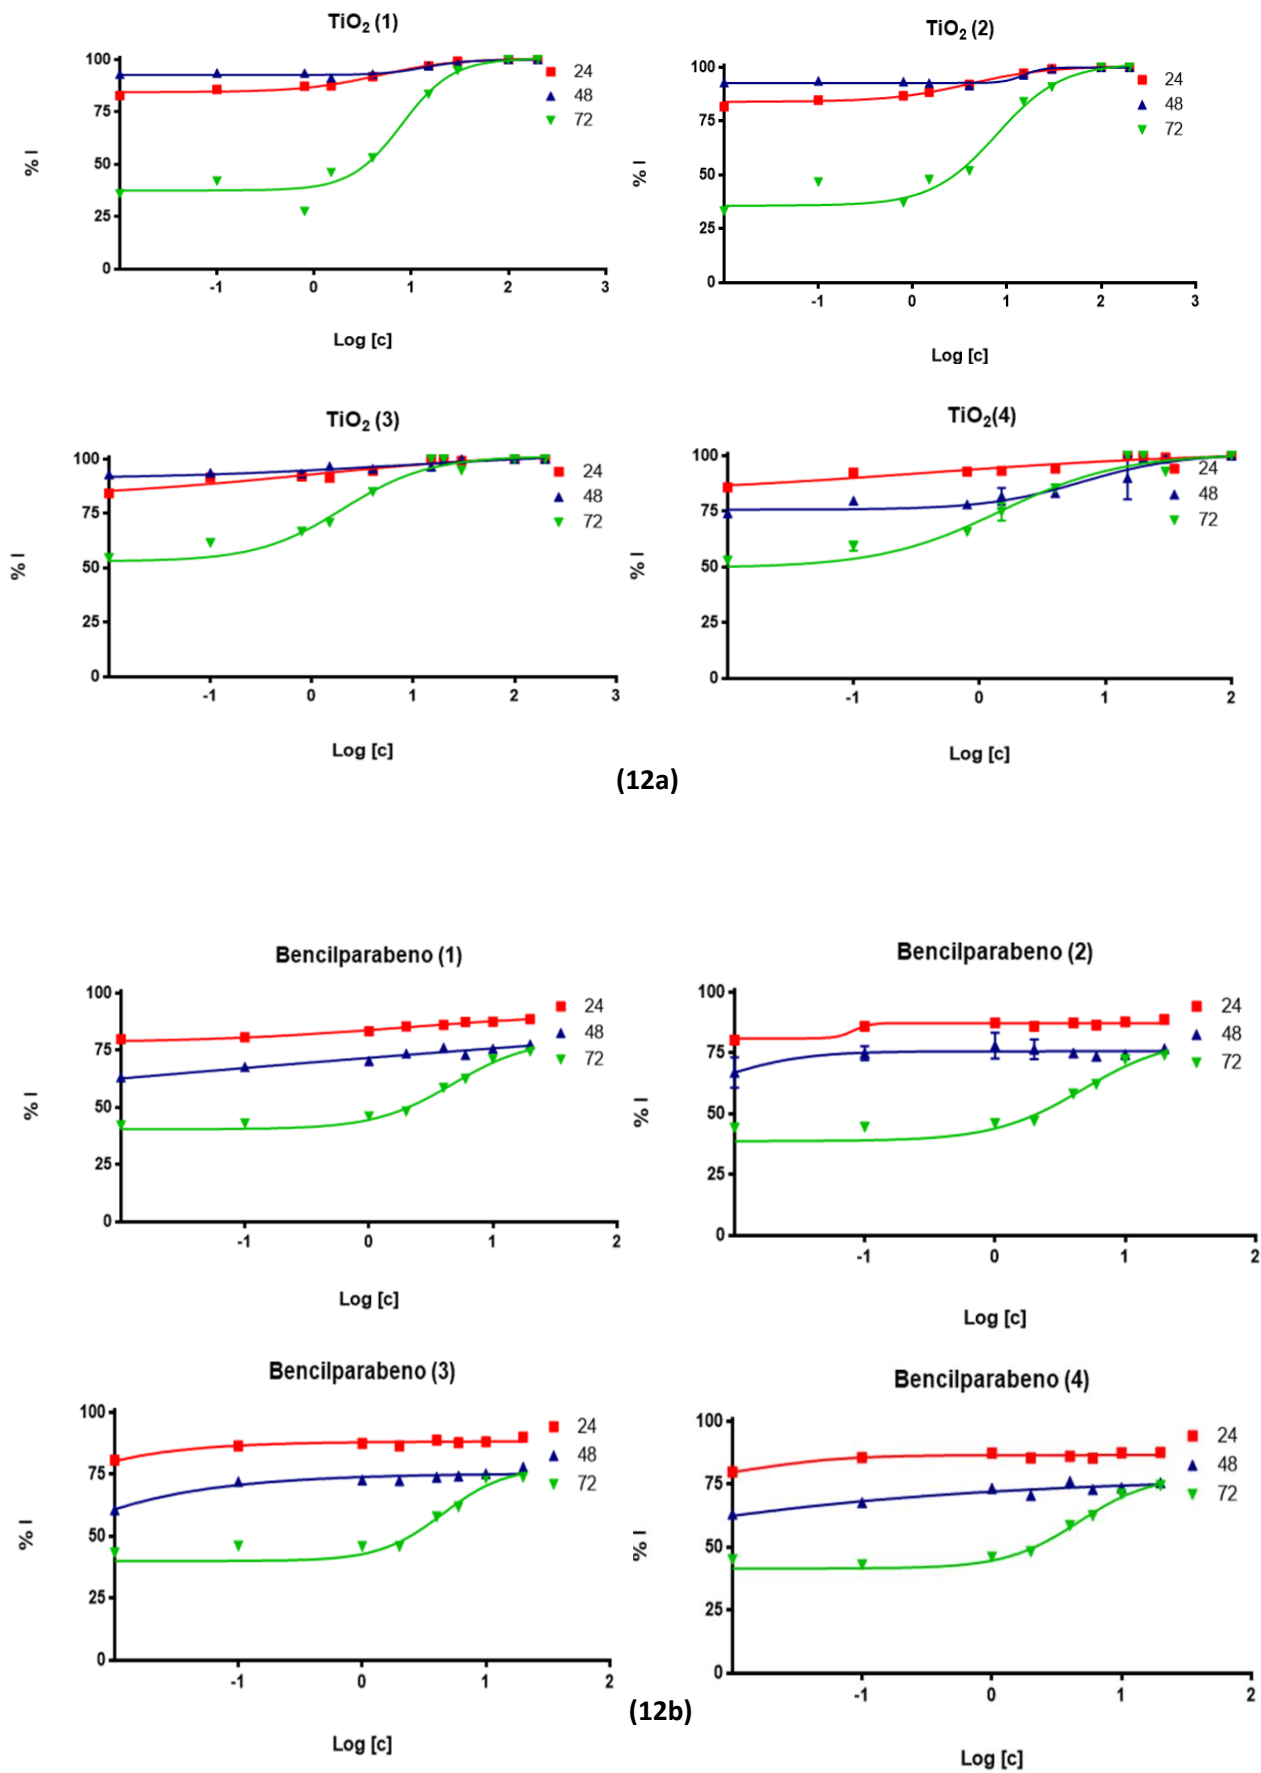 TiO₂ (1)
100
75
50
25
0
% I
-1 0 1 2 3
Log [c]
24
48
72
TiO₂ (2)
100
75
50
25
0
% I
-1 0 1 2 3
Log [c]
24
48
72
TiO₂ (3)
100
75
50
25
0
% I
-1 0 1 2 3
Log [c]
24
48
72
TiO₂(4)
100
75
50
25
0
% I
-1 0 1 2
Log [c]
24
48
72
(12a)
Bencilparabeno (1)
100
75
50
25
0
% I
-1 0 1 2
Log [c]
24
48
72
Bencilparabeno (2)
100
75
50
25
0
% I
-1 0 1 2
Log [c]
24
48
72
Bencilparabeno (3)
100
75
50
25
0
% I
-1 0 1 2
Log [c]
24
48
72
Bencilparabeno (4)
100
75
50
25
0
% I
-1 0 1 2
Log [c]
24
48
72
(12b)